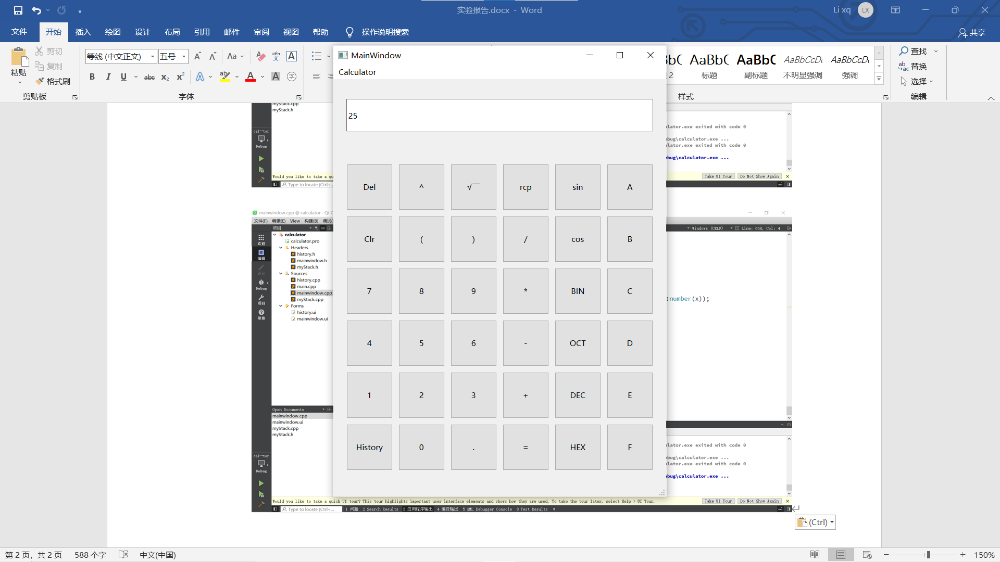 实验报告.docx - Word
Li xq
LX
文件
开始
插入
绘图
设计
布局
引用
邮件
审阅
视图
帮助
操作说明搜索
共享
粘贴
剪切
复制
格式刷
剪贴板
等线 (中文正文)
五号
Aa
wén
文
A
B I U abc x₂ x²
A
ab
A
A
字
字体
AaBbC
标题
AaBbC
副标题
AaBbCcDd
不明显强调
AaBbCcDd
强调
样式
查找
替换
选择
编辑
MainWindow
Calculator
25
Del
^
√￣
rcp
sin
A
Clr
(
)
/
cos
B
7
8
9
*
BIN
C
4
5
6
-
OCT
D
1
2
3
+
DEC
E
History
0
.
=
HEX
F
myStack.cpp
myStack.h
Debug
Would you like to take a qu
Type to locate (Ctrl+...
lator.exe exited with code 0
bug\calculator.exe ...
lator.exe exited with code 0
bug\calculator.exe ...
Take UI Tour
Do Not Show Again
mainwindow.cpp @ calculator - Qt C
文件(F)
编辑(E)
View
构建(B)
调试(
项目
Windows (CRLF)
Line: 658, Col: 4
欢迎
编辑
设计
Debug
项目
帮助
calculator
calculator.pro
Headers
history.h
mainwindow.h
myStack.h
Sources
history.cpp
main.cpp
mainwindow.cpp
myStack.cpp
Forms
history.ui
mainwindow.ui
:number(x));
Open Documents
mainwindow.cpp
mainwindow.ui
myStack.cpp
myStack.h
Debug
lator.exe exited with code 0
bug\calculator.exe ...
lator.exe exited with code 0
bug\calculator.exe ...
Would you like to take a quick UI tour? This tour highlights important user interface elements and shows how they are used. To take the tour later, select Help > UI Tour.
Take UI Tour
Do Not Show Again
Type to locate (Ctrl+...
1 问题 2 Search Results 3 应用程序输出 4 编译输出 5 QML Debugger Console 8 Test Results
(Ctrl)
第 2 页，共 2 页
588 个字
中文(中国)
150%